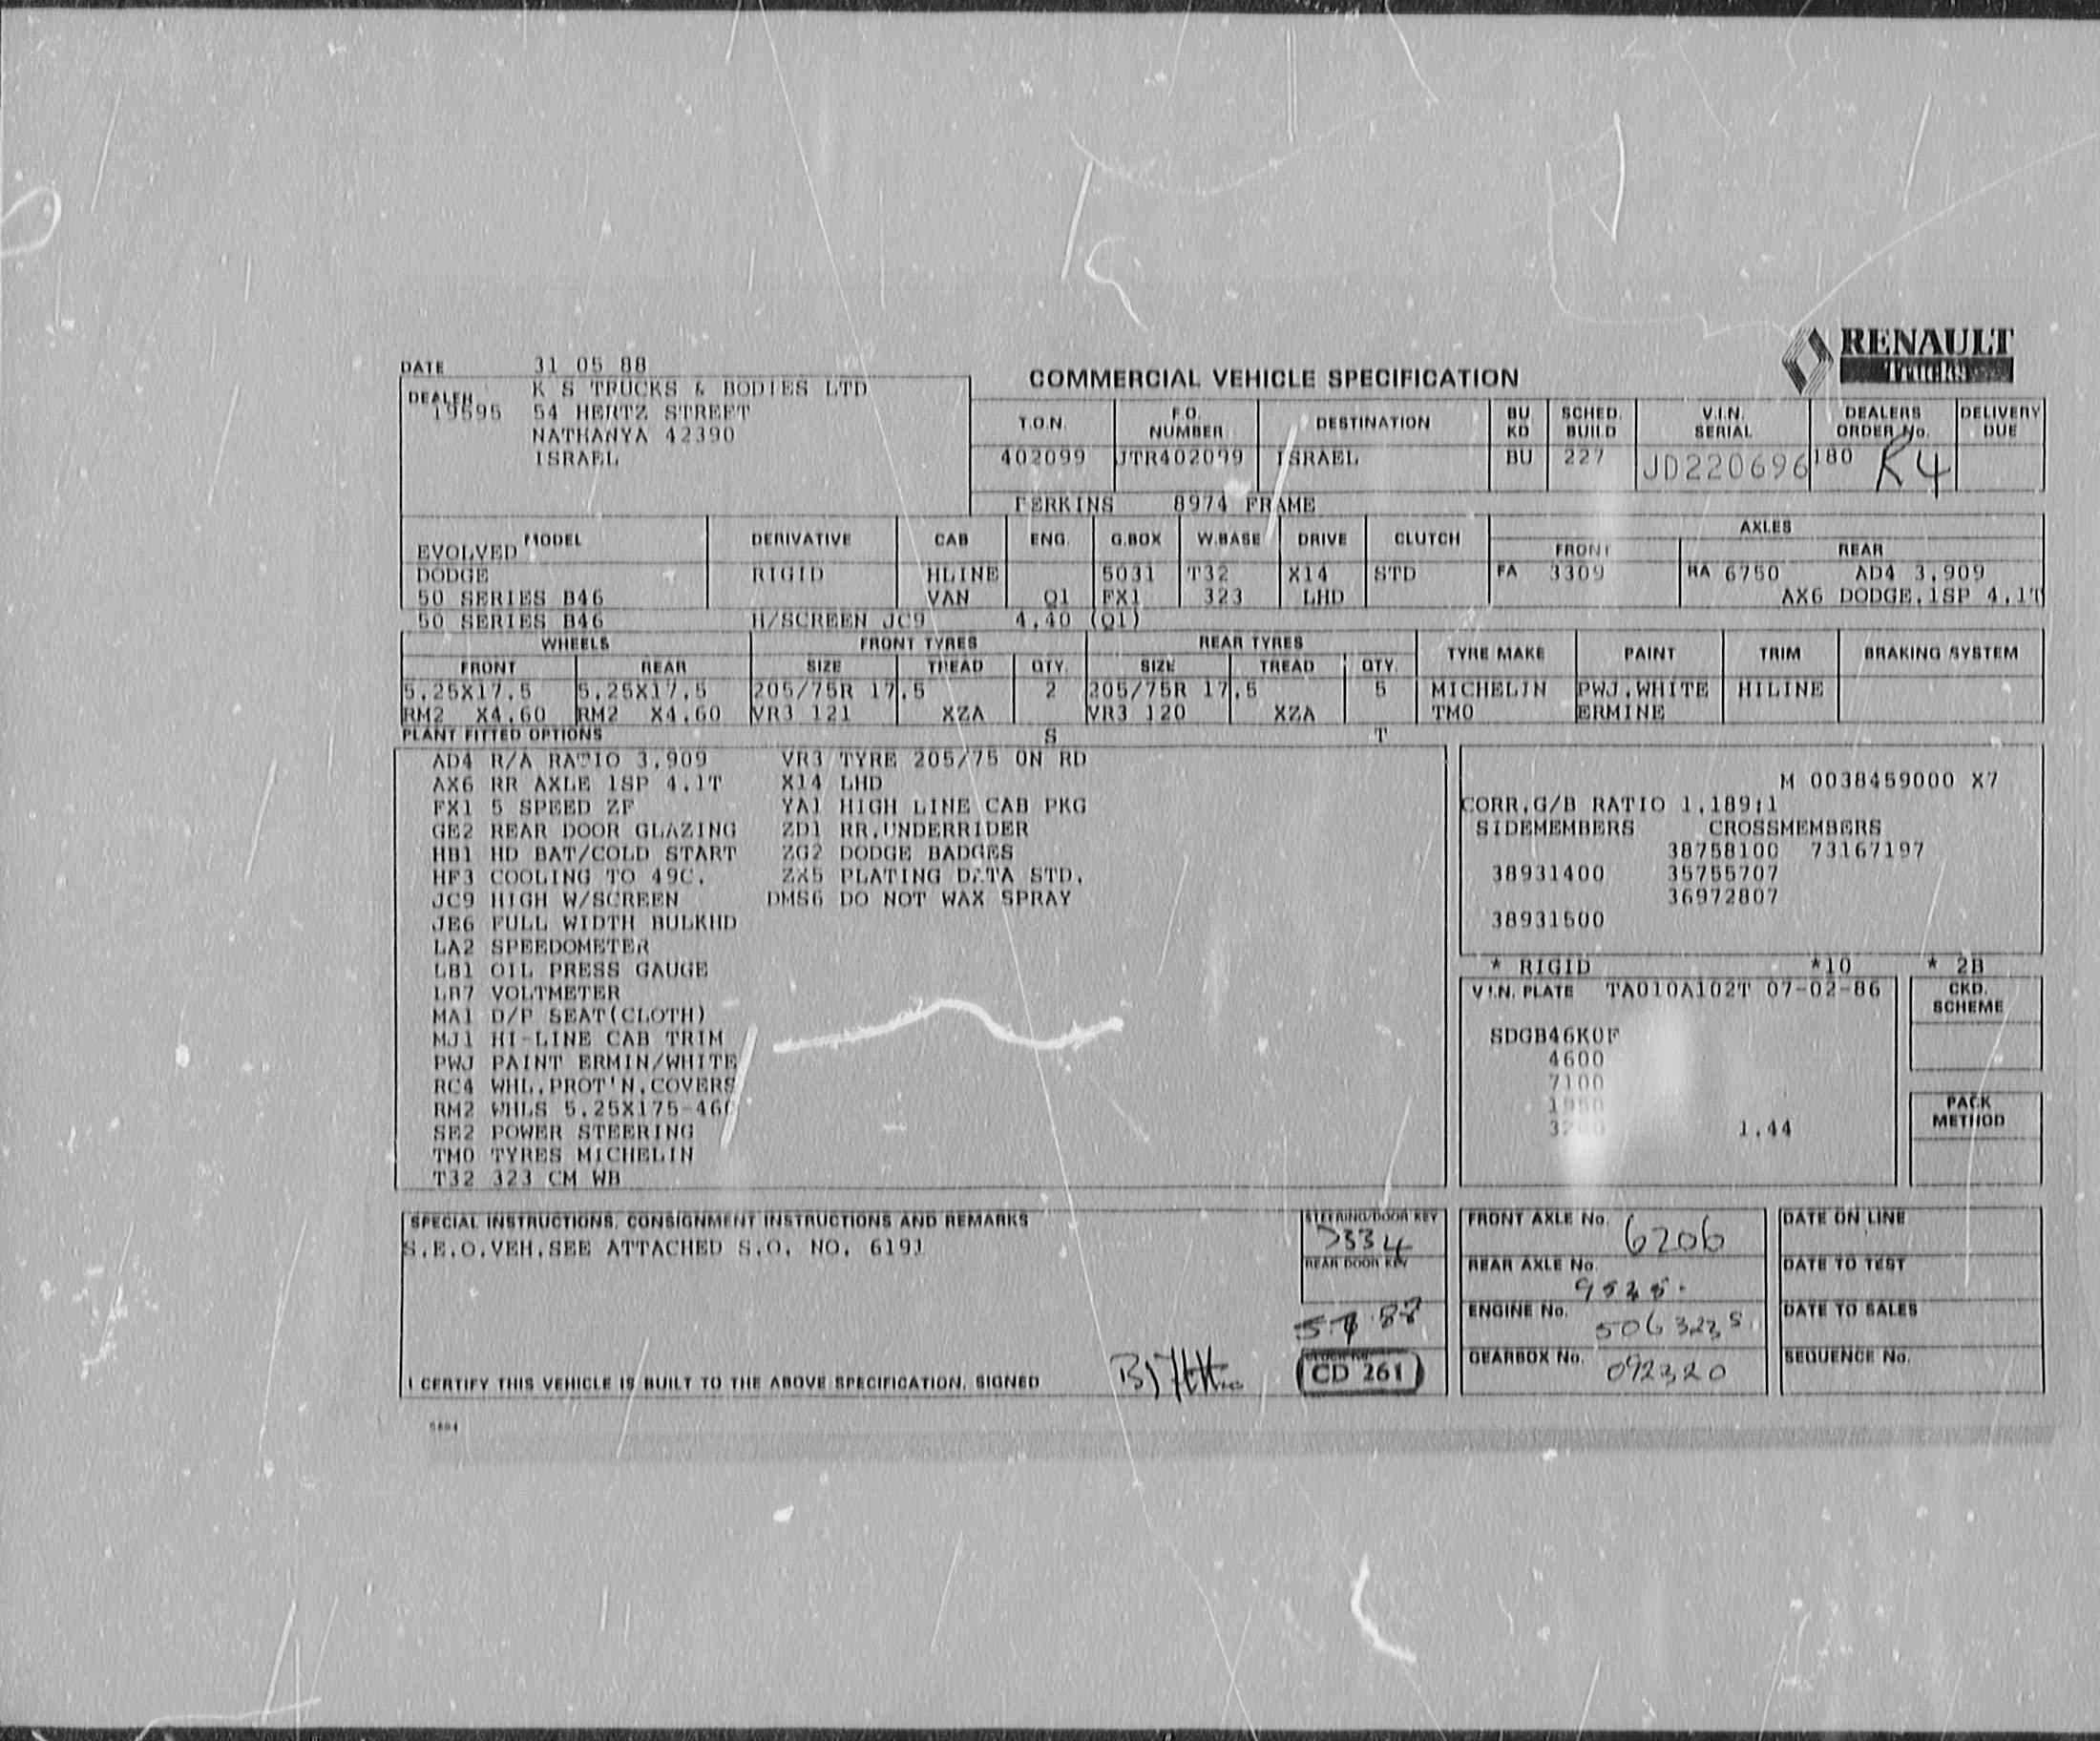 RENAULT
Trucks
DATE 31 05 88
COMMERCIAL VEHICLE SPECIFICATION
DEALER 19595
K S TRUCKS & BODIES LTD
54 HERTZ STREET
NATHANYA 42390
ISRAEL
T.O.N. F.O. NUMBER DESTINATION BU KD SCHED. BUILD V.I.N. SERIAL DEALERS ORDER No. DELIVERY DUE
402099 JTR402099 ISRAEL BU 227 JD220696 180 R4
PERKINS 8974 FRAME
MODEL DERIVATIVE CAB ENG. G.BOX W.BASE DRIVE CLUTCH AXLES
FRONT REAR
EVOLVED
DODGE RIGID HLINE 5031 T32 X14 STD FA 3309 RA 6750 AD4 3.909
50 SERIES B46 VAN Q1 FX1 323 LHD AX6 DODGE.1SP 4.1T
50 SERIES B46 H/SCREEN JC9 4.40 (Q1)
WHEELS FRONT TYRES REAR TYRES TYRE MAKE PAINT TRIM BRAKING SYSTEM
FRONT REAR SIZE TREAD QTY. SIZE TREAD QTY.
5.25X17.5 5.25X17.5 205/75R 17.5 2 205/75R 17.5 5 MICHELIN PWJ.WHITE HILINE
RM2 X4.60 RM2 X4.60 VR3 121 XZA VR3 120 XZA TM0 ERMINE
PLANT FITTED OPTIONS S T
AD4 R/A RATIO 3.909 VR3 TYRE 205/75 ON RD
AX6 RR AXLE 1SP 4.1T X14 LHD
FX1 5 SPEED ZF YA1 HIGH LINE CAB PKG
GE2 REAR DOOR GLAZING ZD1 RR.UNDERRIDER
HB1 HD BAT/COLD START ZG2 DODGE BADGES
HF3 COOLING TO 49C. ZX5 PLATING DATA STD.
JC9 HIGH W/SCREEN DMS6 DO NOT WAX SPRAY
JE6 FULL WIDTH BULKHD
LA2 SPEEDOMETER
LB1 OIL PRESS GAUGE
LB7 VOLTMETER
MA1 D/P SEAT(CLOTH)
MJ1 HI-LINE CAB TRIM
PWJ PAINT ERMIN/WHITE
RC4 WHL.PROT'N.COVERS
RM2 WHLS 5.25X175-460
SE2 POWER STEERING
TM0 TYRES MICHELIN
T32 323 CM WB
M 0038459000 X7
CORR.G/B RATIO 1.189:1
SIDEMEMBERS CROSSMEMBERS
38758100 73167197
38931400 35755707
36972807
38931500
* RIGID *10 * 2B
V.I.N. PLATE TA010A102T 07-02-86
SDGB46K0F
4600
7100
1.44
CKD. SCHEME
PACK METHOD
SPECIAL INSTRUCTIONS, CONSIGNMENT INSTRUCTIONS AND REMARKS
S.E.O.VEH.SEE ATTACHED S.O. NO. 6191
I CERTIFY THIS VEHICLE IS BUILT TO THE ABOVE SPECIFICATION. SIGNED
STEERING/DOOR KEY
REAR DOOR KEY
CD 261
FRONT AXLE No. 6206
REAR AXLE No.
ENGINE No.
GEARBOX No. 092320
DATE ON LINE
DATE TO TEST
DATE TO SALES
SEQUENCE No.